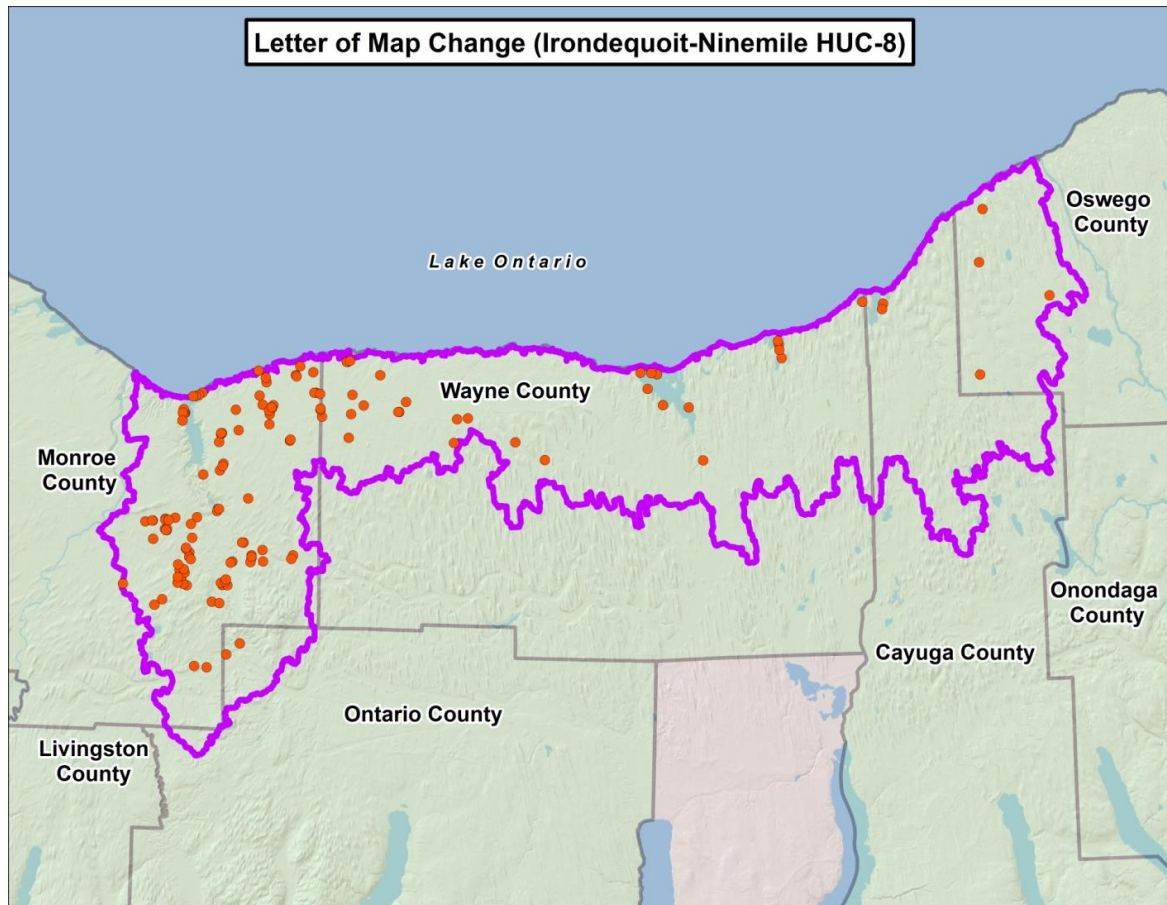 Letter of Map Change (Irondequoit-Ninemile HUC-8)
Oswego
County
Lake Ontario
Wayne County
Monroe
County
Onondaga
County
Cayuga County
Ontario County
Livingston
County